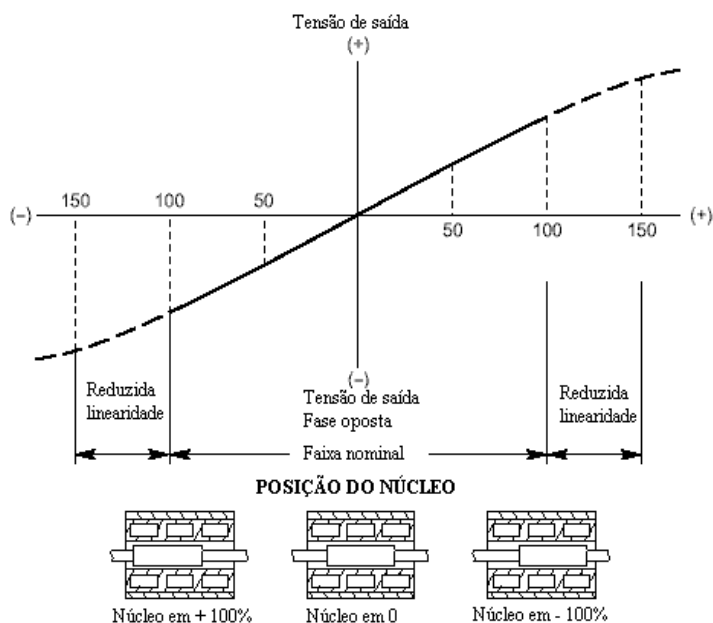 Tensão de saída
(+)
150 100 50
(–) (+)
50 100 150
(–)
Reduzida
linearidade
Tensão de saída
Fase oposta
Reduzida
linearidade
Faixa nominal
POSIÇÃO DO NÚCLEO
Núcleo em + 100%
Núcleo em 0
Núcleo em - 100%